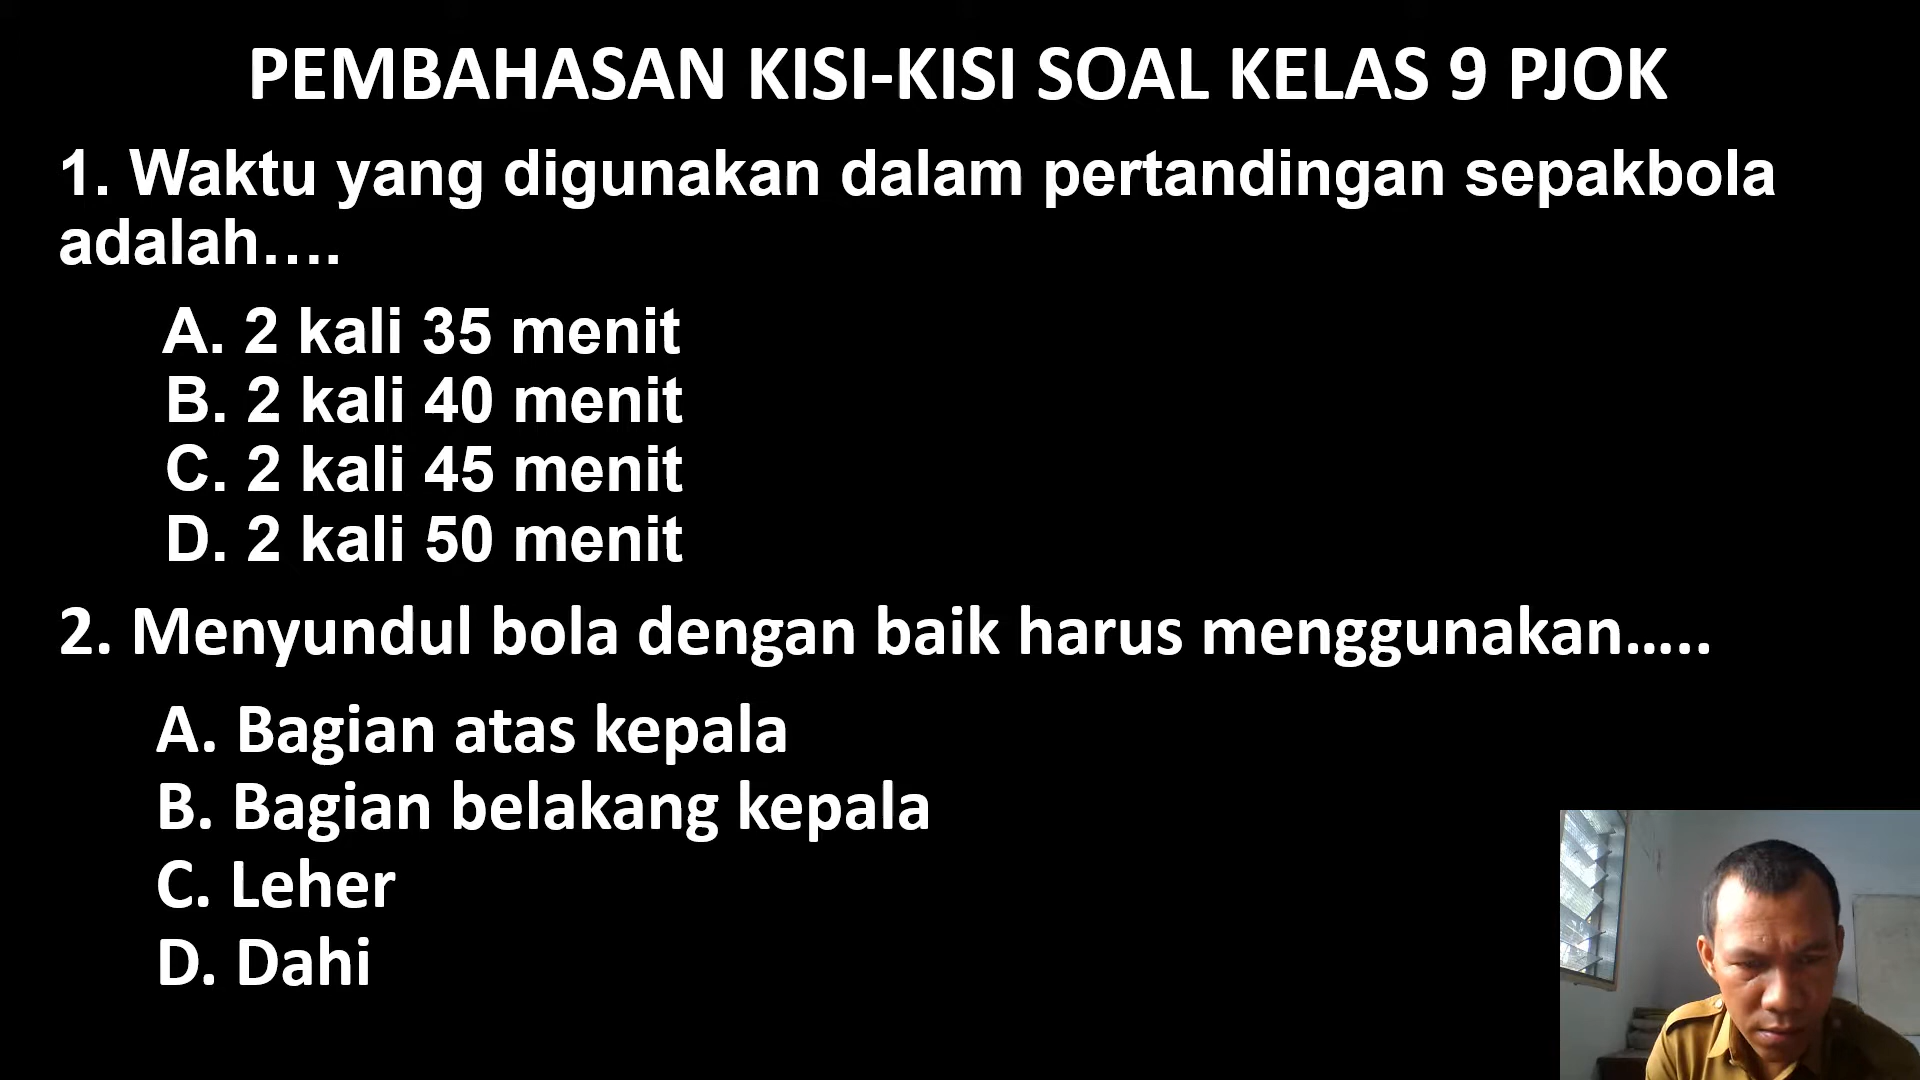 PEMBAHASAN KISI-KISI SOAL KELAS 9 PJOK
1. Waktu yang digunakan dalam pertandingan sepakbola
adalah....
A. 2 kali 35 menit
B. 2 kali 40 menit
C. 2 kali 45 menit
D. 2 kali 50 menit
2. Menyundul bola dengan baik harus menggunakan.....
A. Bagian atas kepala
B. Bagian belakang kepala
C. Leher
D. Dahi